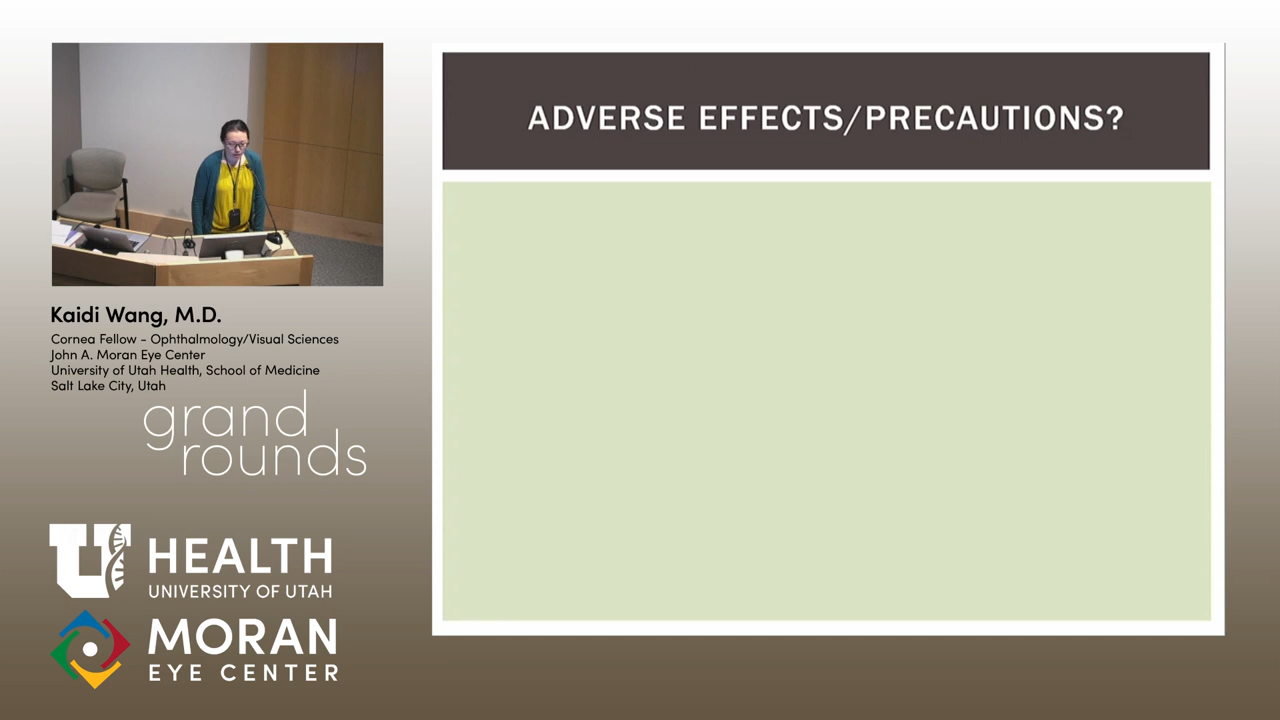 ADVERSE EFFECTS/PRECAUTIONS?
Kaidi Wang, M.D.
Cornea Fellow - Ophthalmology/Visual Sciences
John A. Moran Eye Center
University of Utah Health, School of Medicine
Salt Lake City, Utah
grand
rounds
U HEALTH
UNIVERSITY OF UTAH
MORAN
EYE CENTER